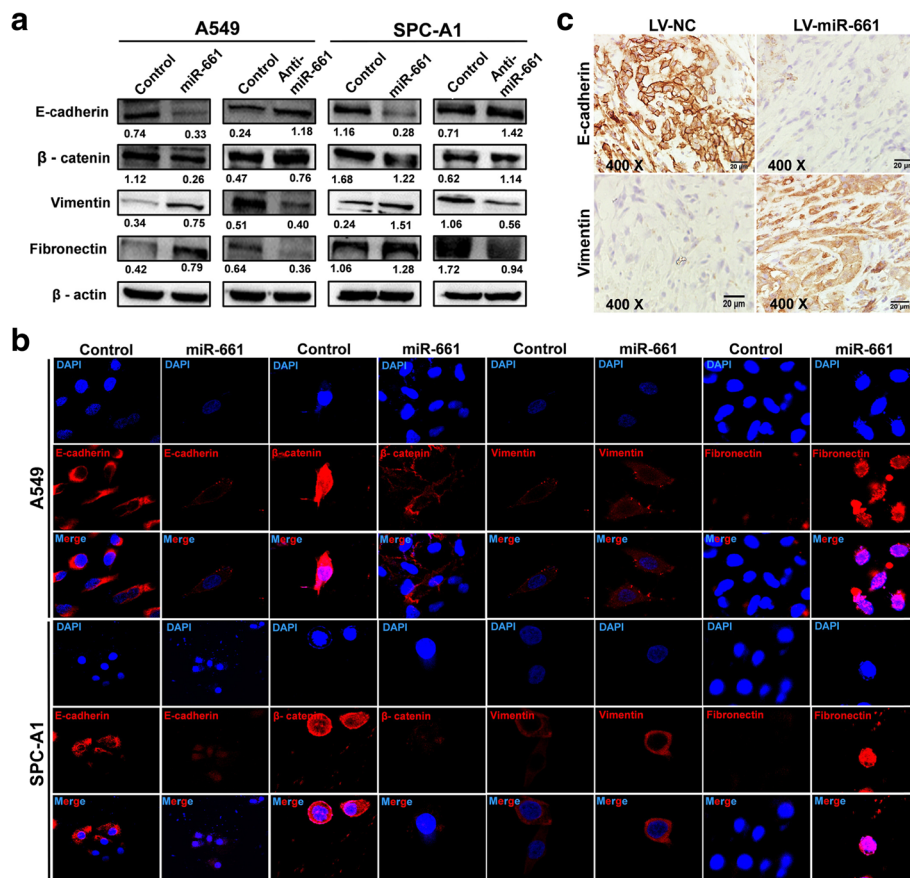 a
A549
SPC-A1
Control
miR-661
Control
Anti-
miR-661
Control
miR-661
Control
Anti-
miR-661
E-cadherin
0.74 0.33 0.24 1.18 1.16 0.28 0.71 1.42
β - catenin
1.12 0.26 0.47 0.76 1.68 1.22 0.62 1.14
Vimentin
0.34 0.75 0.51 0.40 0.24 1.51 1.06 0.56
Fibronectin
0.42 0.79 0.64 0.36 1.06 1.28 1.72 0.94
β - actin
c
LV-NC LV-miR-661
E-cadherin
400 X 20 µm 400 X 20 µm
Vimentin
400 X 20 µm 400 X 20 µm
b
Control miR-661 Control miR-661 Control miR-661 Control miR-661
A549
DAPI DAPI DAPI DAPI DAPI DAPI DAPI DAPI
E-cadherin E-cadherin β- catenin β- catenin Vimentin Vimentin Fibronectin Fibronectin
Merge Merge Merge Merge Merge Merge Merge Merge
SPC-A1
DAPI DAPI DAPI DAPI DAPI DAPI DAPI DAPI
E-cadherin E-cadherin β- catenin β- catenin Vimentin Vimentin Fibronectin Fibronectin
Merge Merge Merge Merge Merge Merge Merge Merge